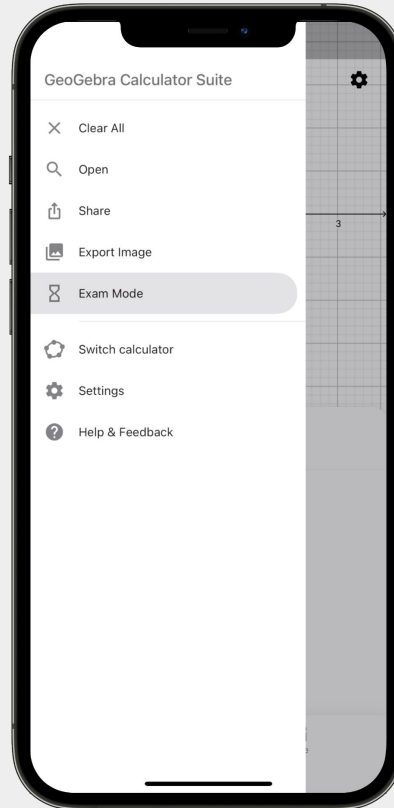 GeoGebra Calculator Suite
Clear All
Open
Share
Export Image
Exam Mode
Switch calculator
Settings
Help & Feedback
3